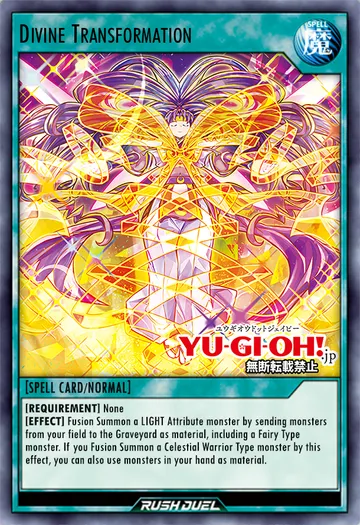 DIVINE TRANSFORMATION
SPELL
魔
ユウギオウドットジェイピー
YU-GI-OH!.jp
無断転載禁止
[SPELL CARD/NORMAL]
[REQUIREMENT] None
[EFFECT] Fusion Summon a LIGHT Attribute monster by sending monsters
from your field to the Graveyard as material, including a Fairy Type
monster. If you Fusion Summon a Celestial Warrior Type monster by this
effect, you can also use monsters in your hand as material.
RUSH DUEL